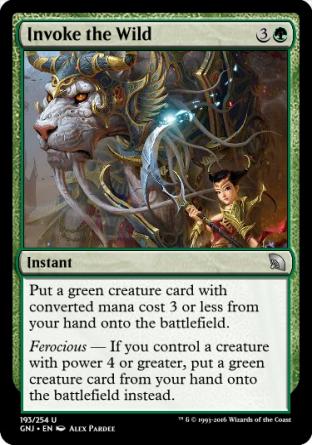 Invoke the Wild 3
Instant
Put a green creature card with
converted mana cost 3 or less from
your hand onto the battlefield.
Ferocious — If you control a creature
with power 4 or greater, put a
green creature card from your hand
onto the battlefield instead.
193/254 U
GNJ • EN Alex Pardee
™ & © 1993-2016 Wizards of the Coast